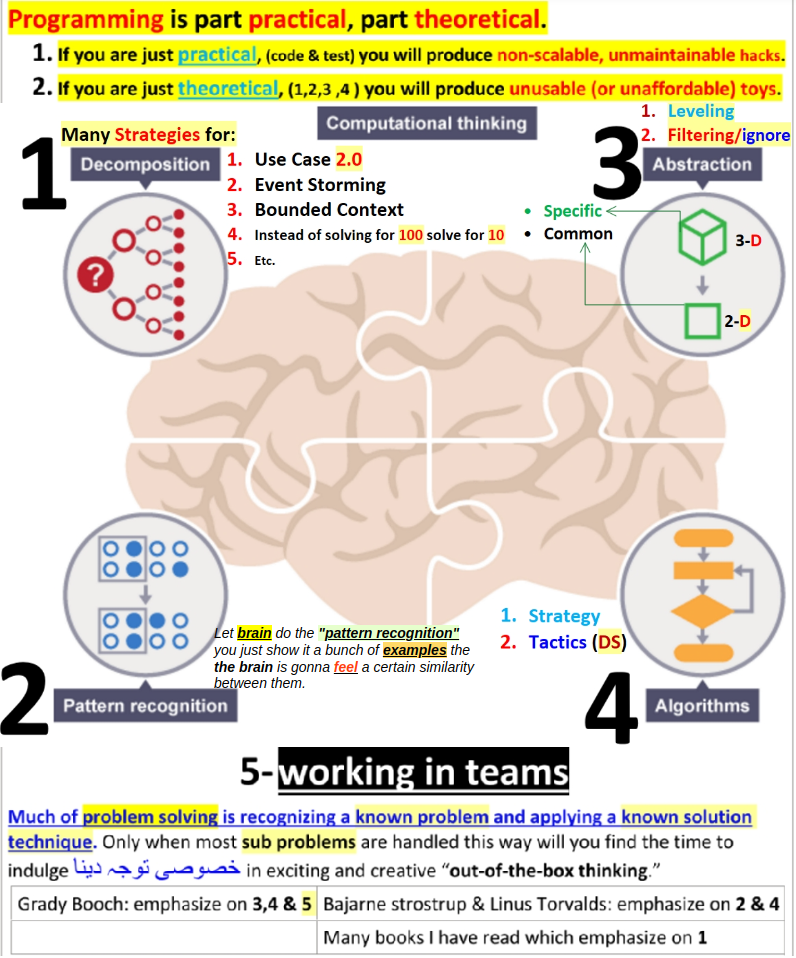 Programming is part practical, part theoretical.
1. If you are just practical, (code & test) you will produce non-scalable, unmaintainable hacks.
2. If you are just theoretical, (1,2,3 ,4 ) you will produce unusable (or unaffordable) toys.
Computational thinking
1
Many Strategies for:
Decomposition
1. Use Case 2.0
2. Event Storming
3. Bounded Context
4. Instead of solving for 100 solve for 10
5. Etc.
?
3
1. Leveling
2. Filtering/ignore
Abstraction
• Specific
• Common
3-D
2-D
2
Pattern recognition
Let brain do the "pattern recognition"
you just show it a bunch of examples the
the brain is gonna feel a certain similarity
between them.
1. Strategy
2. Tactics (DS)
4
Algorithms
5-working in teams
Much of problem solving is recognizing a known problem and applying a known solution
technique. Only when most sub problems are handled this way will you find the time to
indulge خصوصی توجہ دینا in exciting and creative “out-of-the-box thinking.”
Grady Booch: emphasize on 3,4 & 5
Bajarne strostrup & Linus Torvalds: emphasize on 2 & 4
Many books I have read which emphasize on 1